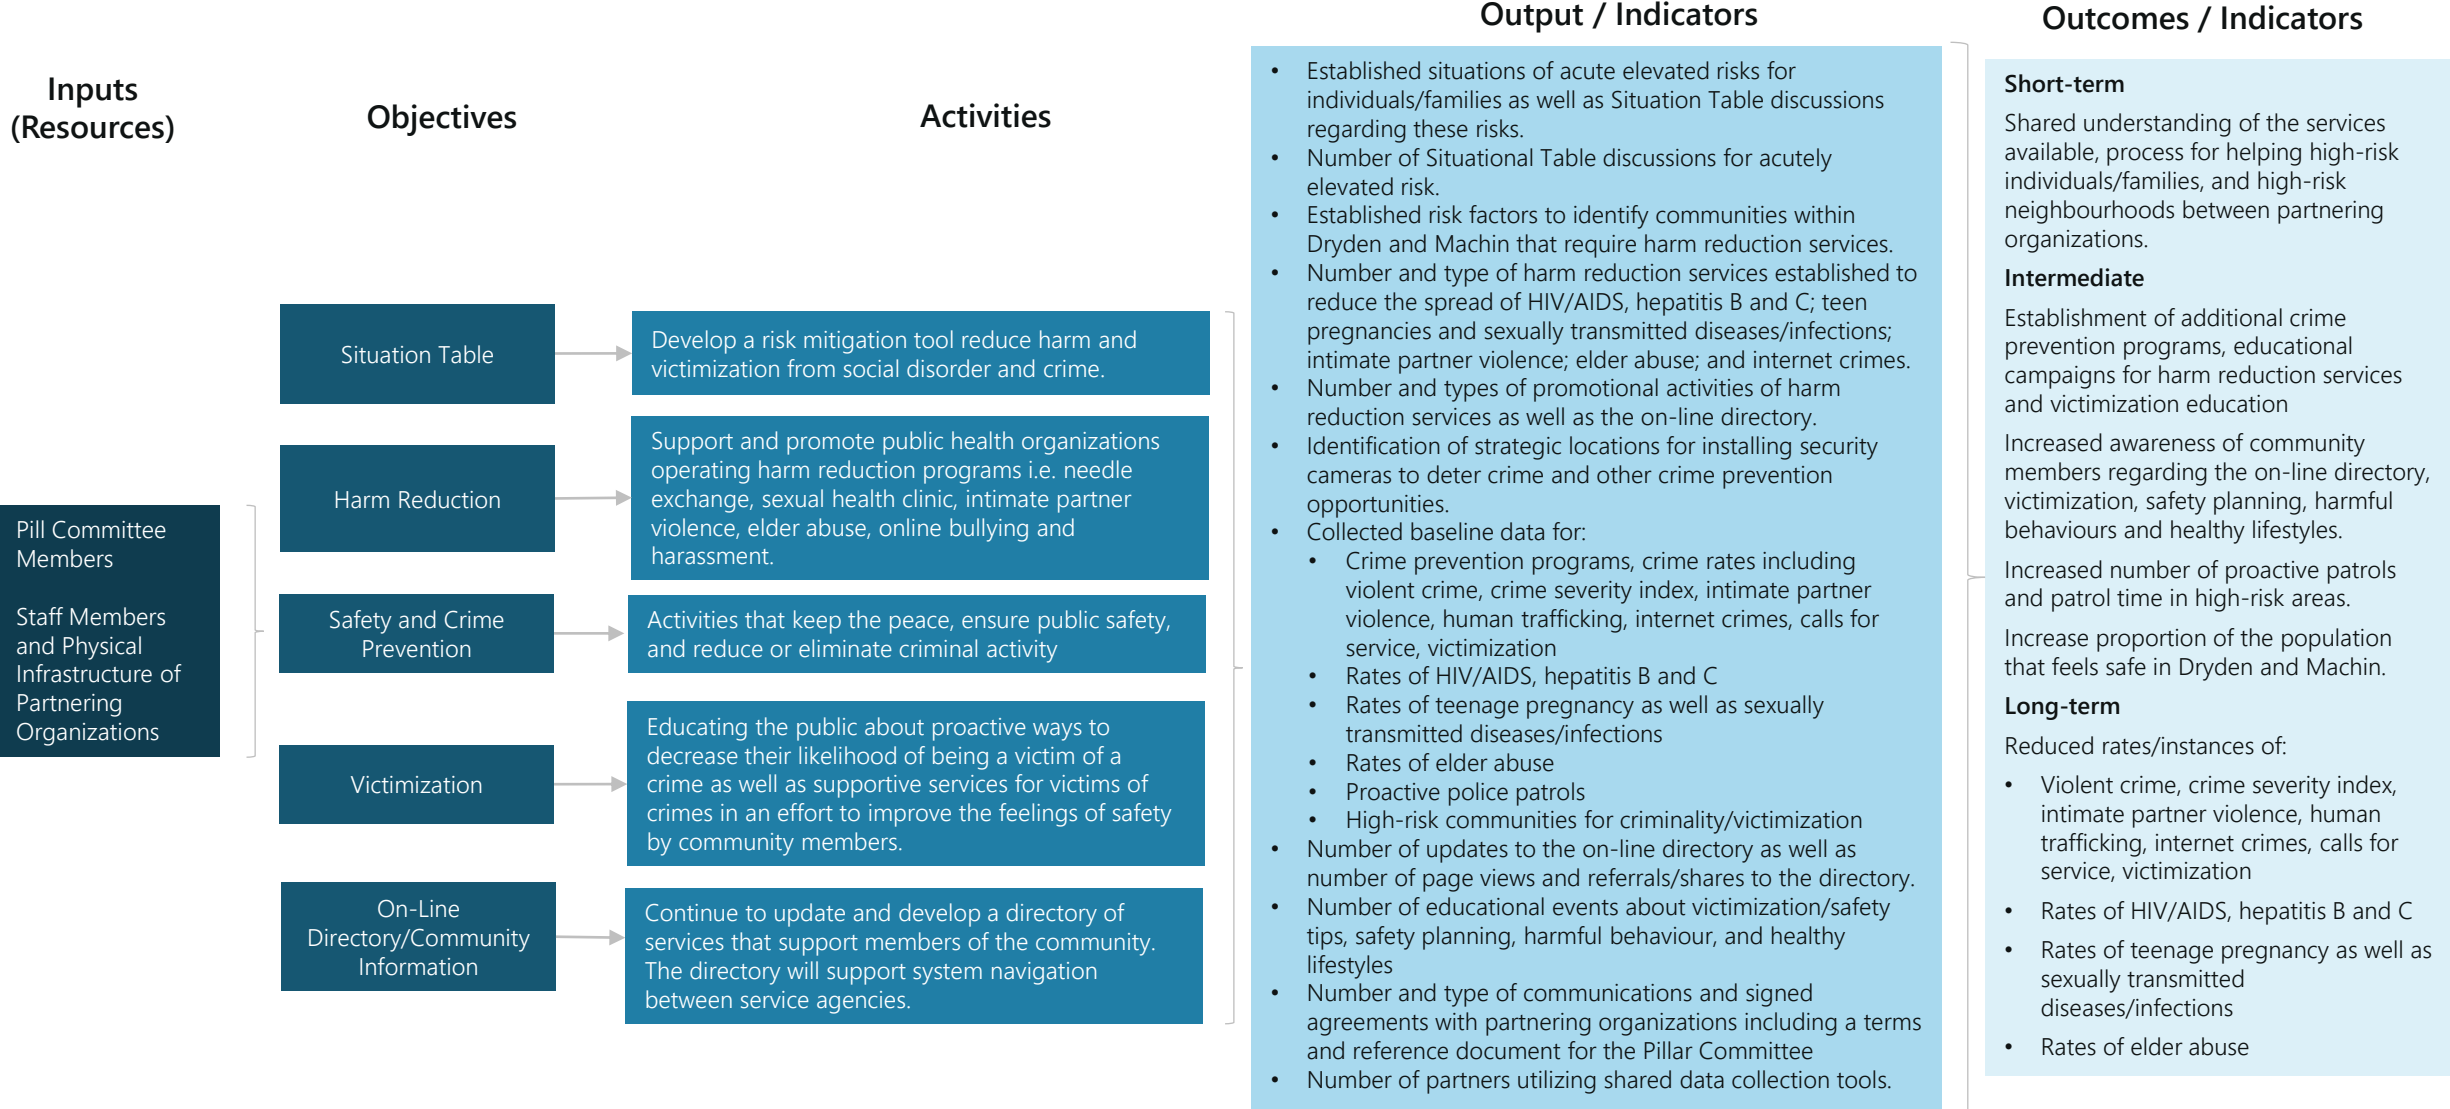 Inputs
(Resources)
Objectives
Activities
Output / Indicators
Outcomes / Indicators
Pill Committee
Members
Staff Members
and Physical
Infrastructure of
Partnering
Organizations
Situation Table
Develop a risk mitigation tool reduce harm and
victimization from social disorder and crime.
Harm Reduction
Support and promote public health organizations
operating harm reduction programs i.e. needle
exchange, sexual health clinic, intimate partner
violence, elder abuse, online bullying and
harassment.
Safety and Crime
Prevention
Activities that keep the peace, ensure public safety,
and reduce or eliminate criminal activity
Victimization
Educating the public about proactive ways to
decrease their likelihood of being a victim of a
crime as well as supportive services for victims of
crimes in an effort to improve the feelings of safety
by community members.
On-Line
Directory/Community
Information
Continue to update and develop a directory of
services that support members of the community.
The directory will support system navigation
between service agencies.
• Established situations of acute elevated risks for
individuals/families as well as Situation Table discussions
regarding these risks.
• Number of Situational Table discussions for acutely
elevated risk.
• Established risk factors to identify communities within
Dryden and Machin that require harm reduction services.
• Number and type of harm reduction services established to
reduce the spread of HIV/AIDS, hepatitis B and C; teen
pregnancies and sexually transmitted diseases/infections;
intimate partner violence; elder abuse; and internet crimes.
• Number and types of promotional activities of harm
reduction services as well as the on-line directory.
• Identification of strategic locations for installing security
cameras to deter crime and other crime prevention
opportunities.
• Collected baseline data for:
• Crime prevention programs, crime rates including
violent crime, crime severity index, intimate partner
violence, human trafficking, internet crimes, calls for
service, victimization
• Rates of HIV/AIDS, hepatitis B and C
• Rates of teenage pregnancy as well as sexually
transmitted diseases/infections
• Rates of elder abuse
• Proactive police patrols
• High-risk communities for criminality/victimization
• Number of updates to the on-line directory as well as
number of page views and referrals/shares to the directory.
• Number of educational events about victimization/safety
tips, safety planning, harmful behaviour, and healthy
lifestyles
• Number and type of communications and signed
agreements with partnering organizations including a terms
and reference document for the Pillar Committee
• Number of partners utilizing shared data collection tools.
Short-term
Shared understanding of the services
available, process for helping high-risk
individuals/families, and high-risk
neighbourhoods between partnering
organizations.
Intermediate
Establishment of additional crime
prevention programs, educational
campaigns for harm reduction services
and victimization education
Increased awareness of community
members regarding the on-line directory,
victimization, safety planning, harmful
behaviours and healthy lifestyles.
Increased number of proactive patrols
and patrol time in high-risk areas.
Increase proportion of the population
that feels safe in Dryden and Machin.
Long-term
Reduced rates/instances of:
• Violent crime, crime severity index,
intimate partner violence, human
trafficking, internet crimes, calls for
service, victimization
• Rates of HIV/AIDS, hepatitis B and C
• Rates of teenage pregnancy as well as
sexually transmitted
diseases/infections
• Rates of elder abuse